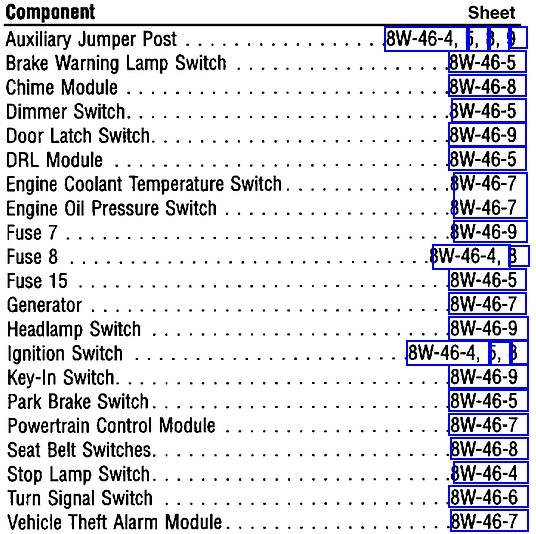 Component Sheet
Auxiliary Jumper Post . . . . . . . . . . . . . . . . . 8W-46-4, 5, 8, 9
Brake Warning Lamp Switch . . . . . . . . . . . . . . . . . 8W-46-5
Chime Module . . . . . . . . . . . . . . . . . . . . . . . . . 8W-46-8
Dimmer Switch. . . . . . . . . . . . . . . . . . . . . . . . . . 8W-46-5
Door Latch Switch. . . . . . . . . . . . . . . . . . . . . . . . 8W-46-9
DRL Module . . . . . . . . . . . . . . . . . . . . . . . . . . 8W-46-5
Engine Coolant Temperature Switch . . . . . . . . . . . . . 8W-46-7
Engine Oil Pressure Switch . . . . . . . . . . . . . . . . . . 8W-46-7
Fuse 7 . . . . . . . . . . . . . . . . . . . . . . . . . . . . . . 8W-46-9
Fuse 8 . . . . . . . . . . . . . . . . . . . . . . . . . . . . 8W-46-4, 8
Fuse 15 . . . . . . . . . . . . . . . . . . . . . . . . . . . . . 8W-46-5
Generator . . . . . . . . . . . . . . . . . . . . . . . . . . . . 8W-46-7
Headlamp Switch . . . . . . . . . . . . . . . . . . . . . . . 8W-46-9
Ignition Switch . . . . . . . . . . . . . . . . . . . . . 8W-46-4, 5, 8
Key-In Switch. . . . . . . . . . . . . . . . . . . . . . . . . . 8W-46-9
Park Brake Switch . . . . . . . . . . . . . . . . . . . . . . . 8W-46-5
Powertrain Control Module . . . . . . . . . . . . . . . . . . 8W-46-7
Seat Belt Switches. . . . . . . . . . . . . . . . . . . . . . . 8W-46-8
Stop Lamp Switch . . . . . . . . . . . . . . . . . . . . . . . 8W-46-4
Turn Signal Switch . . . . . . . . . . . . . . . . . . . . . . 8W-46-6
Vehicle Theft Alarm Module . . . . . . . . . . . . . . . . . 8W-46-7